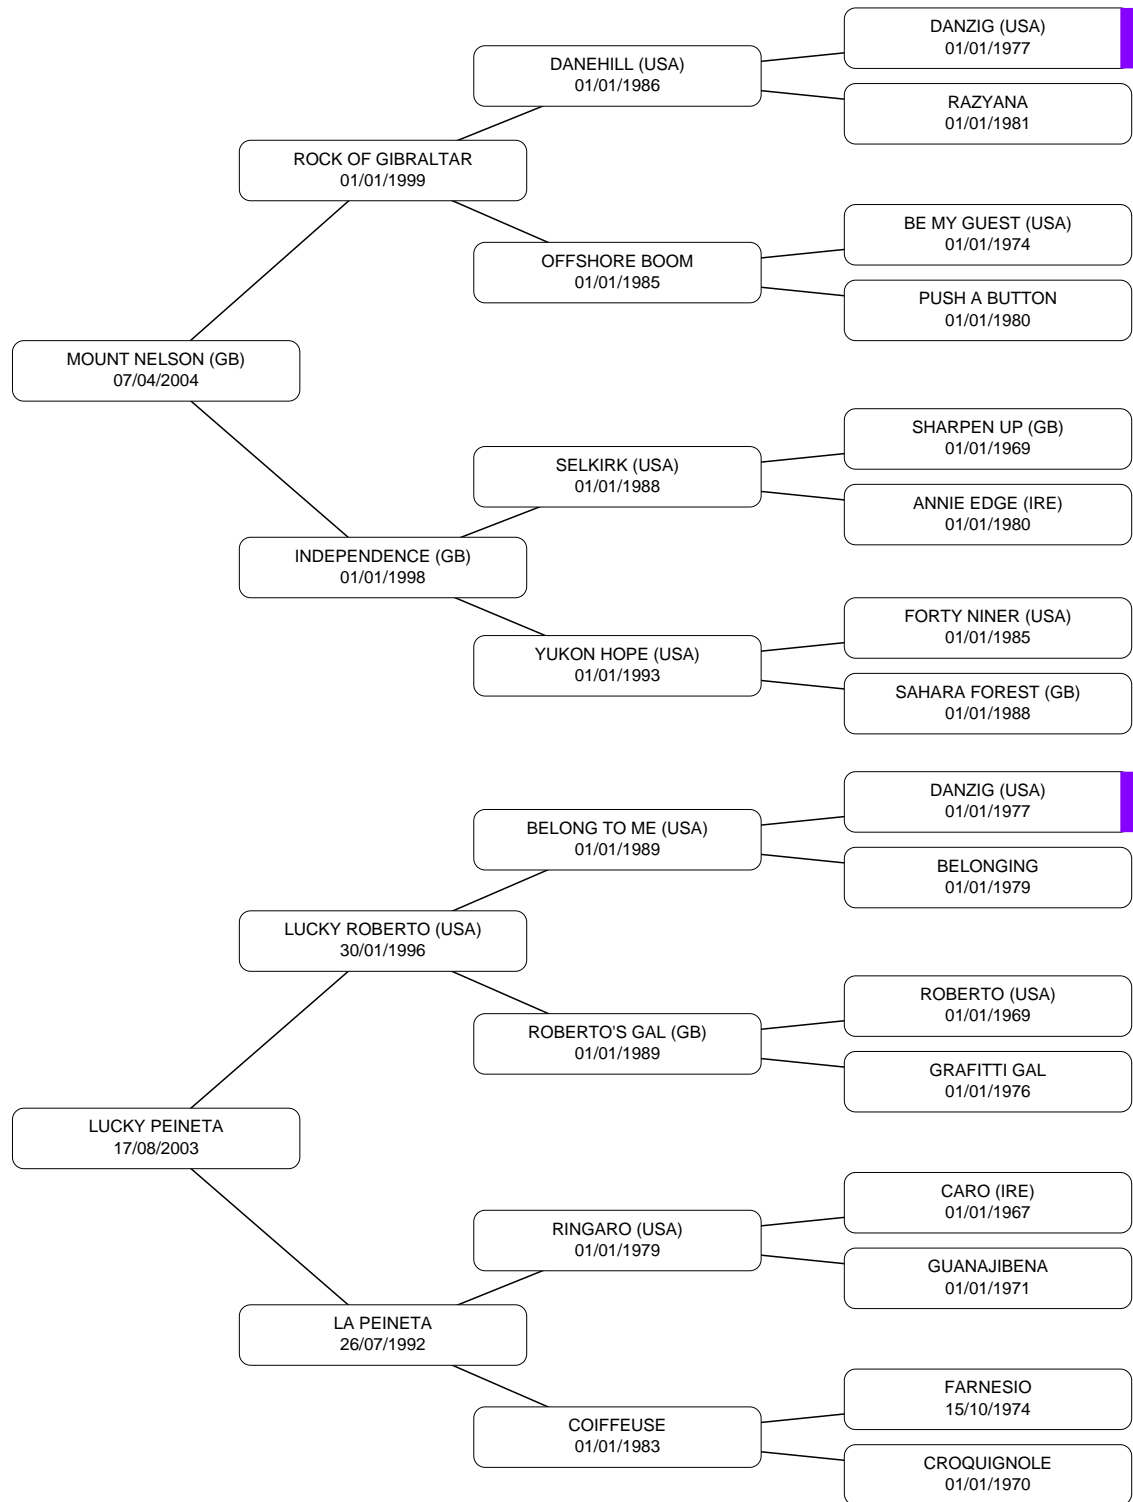 DANZIG (USA)
01/01/1977
DANEHILL (USA)
01/01/1986
RAZYANA
01/01/1981
ROCK OF GIBRALTAR
01/01/1999
BE MY GUEST (USA)
01/01/1974
OFFSHORE BOOM
01/01/1985
PUSH A BUTTON
01/01/1980
MOUNT NELSON (GB)
07/04/2004
SHARPEN UP (GB)
01/01/1969
SELKIRK (USA)
01/01/1988
ANNIE EDGE (IRE)
01/01/1980
INDEPENDENCE (GB)
01/01/1998
FORTY NINER (USA)
01/01/1985
YUKON HOPE (USA)
01/01/1993
SAHARA FOREST (GB)
01/01/1988
DANZIG (USA)
01/01/1977
BELONG TO ME (USA)
01/01/1989
BELONGING
01/01/1979
LUCKY ROBERTO (USA)
30/01/1996
ROBERTO (USA)
01/01/1969
ROBERTO'S GAL (GB)
01/01/1989
GRAFITTI GAL
01/01/1976
LUCKY PEINETA
17/08/2003
CARO (IRE)
01/01/1967
RINGARO (USA)
01/01/1979
GUANAJIBENA
01/01/1971
LA PEINETA
26/07/1992
FARNESIO
15/10/1974
COIFFEUSE
01/01/1983
CROQUIGNOLE
01/01/1970